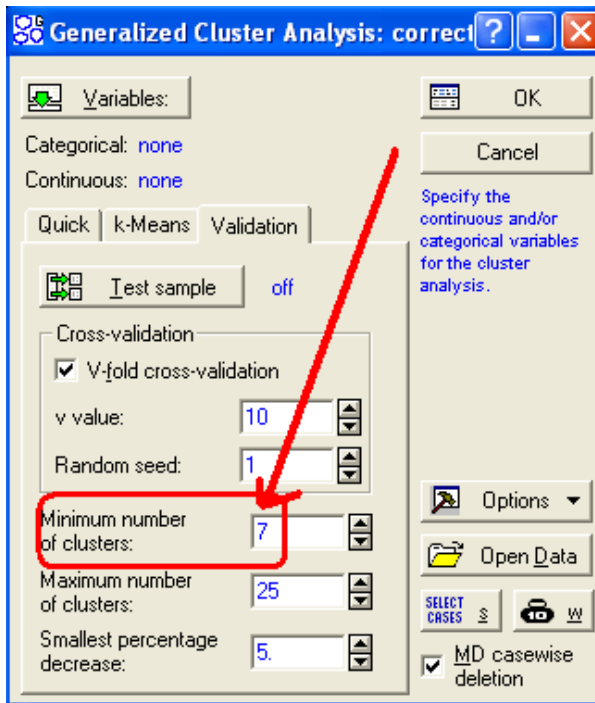 Generalized Cluster Analysis: correct
Variables:
OK
Cancel
Categorical: none
Continuous: none
Specify the
continuous and/or
categorical variables
for the cluster
analysis.
Quick
k-Means
Validation
Test sample
off
Cross-validation
V-fold cross-validation
v value:
10
Random seed:
1
Minimum number
of clusters:
7
Maximum number
of clusters:
25
Smallest percentage
decrease:
5.
Options
Open Data
SELECT
CASES
S
W
MD casewise
deletion